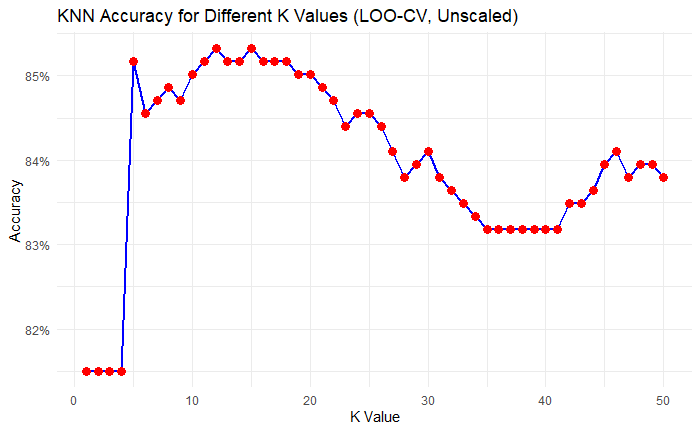 KNN Accuracy for Different K Values (LOO-CV, Unscaled)
Accuracy
85%
84%
83%
82%
0 10 20 30 40 50
K Value